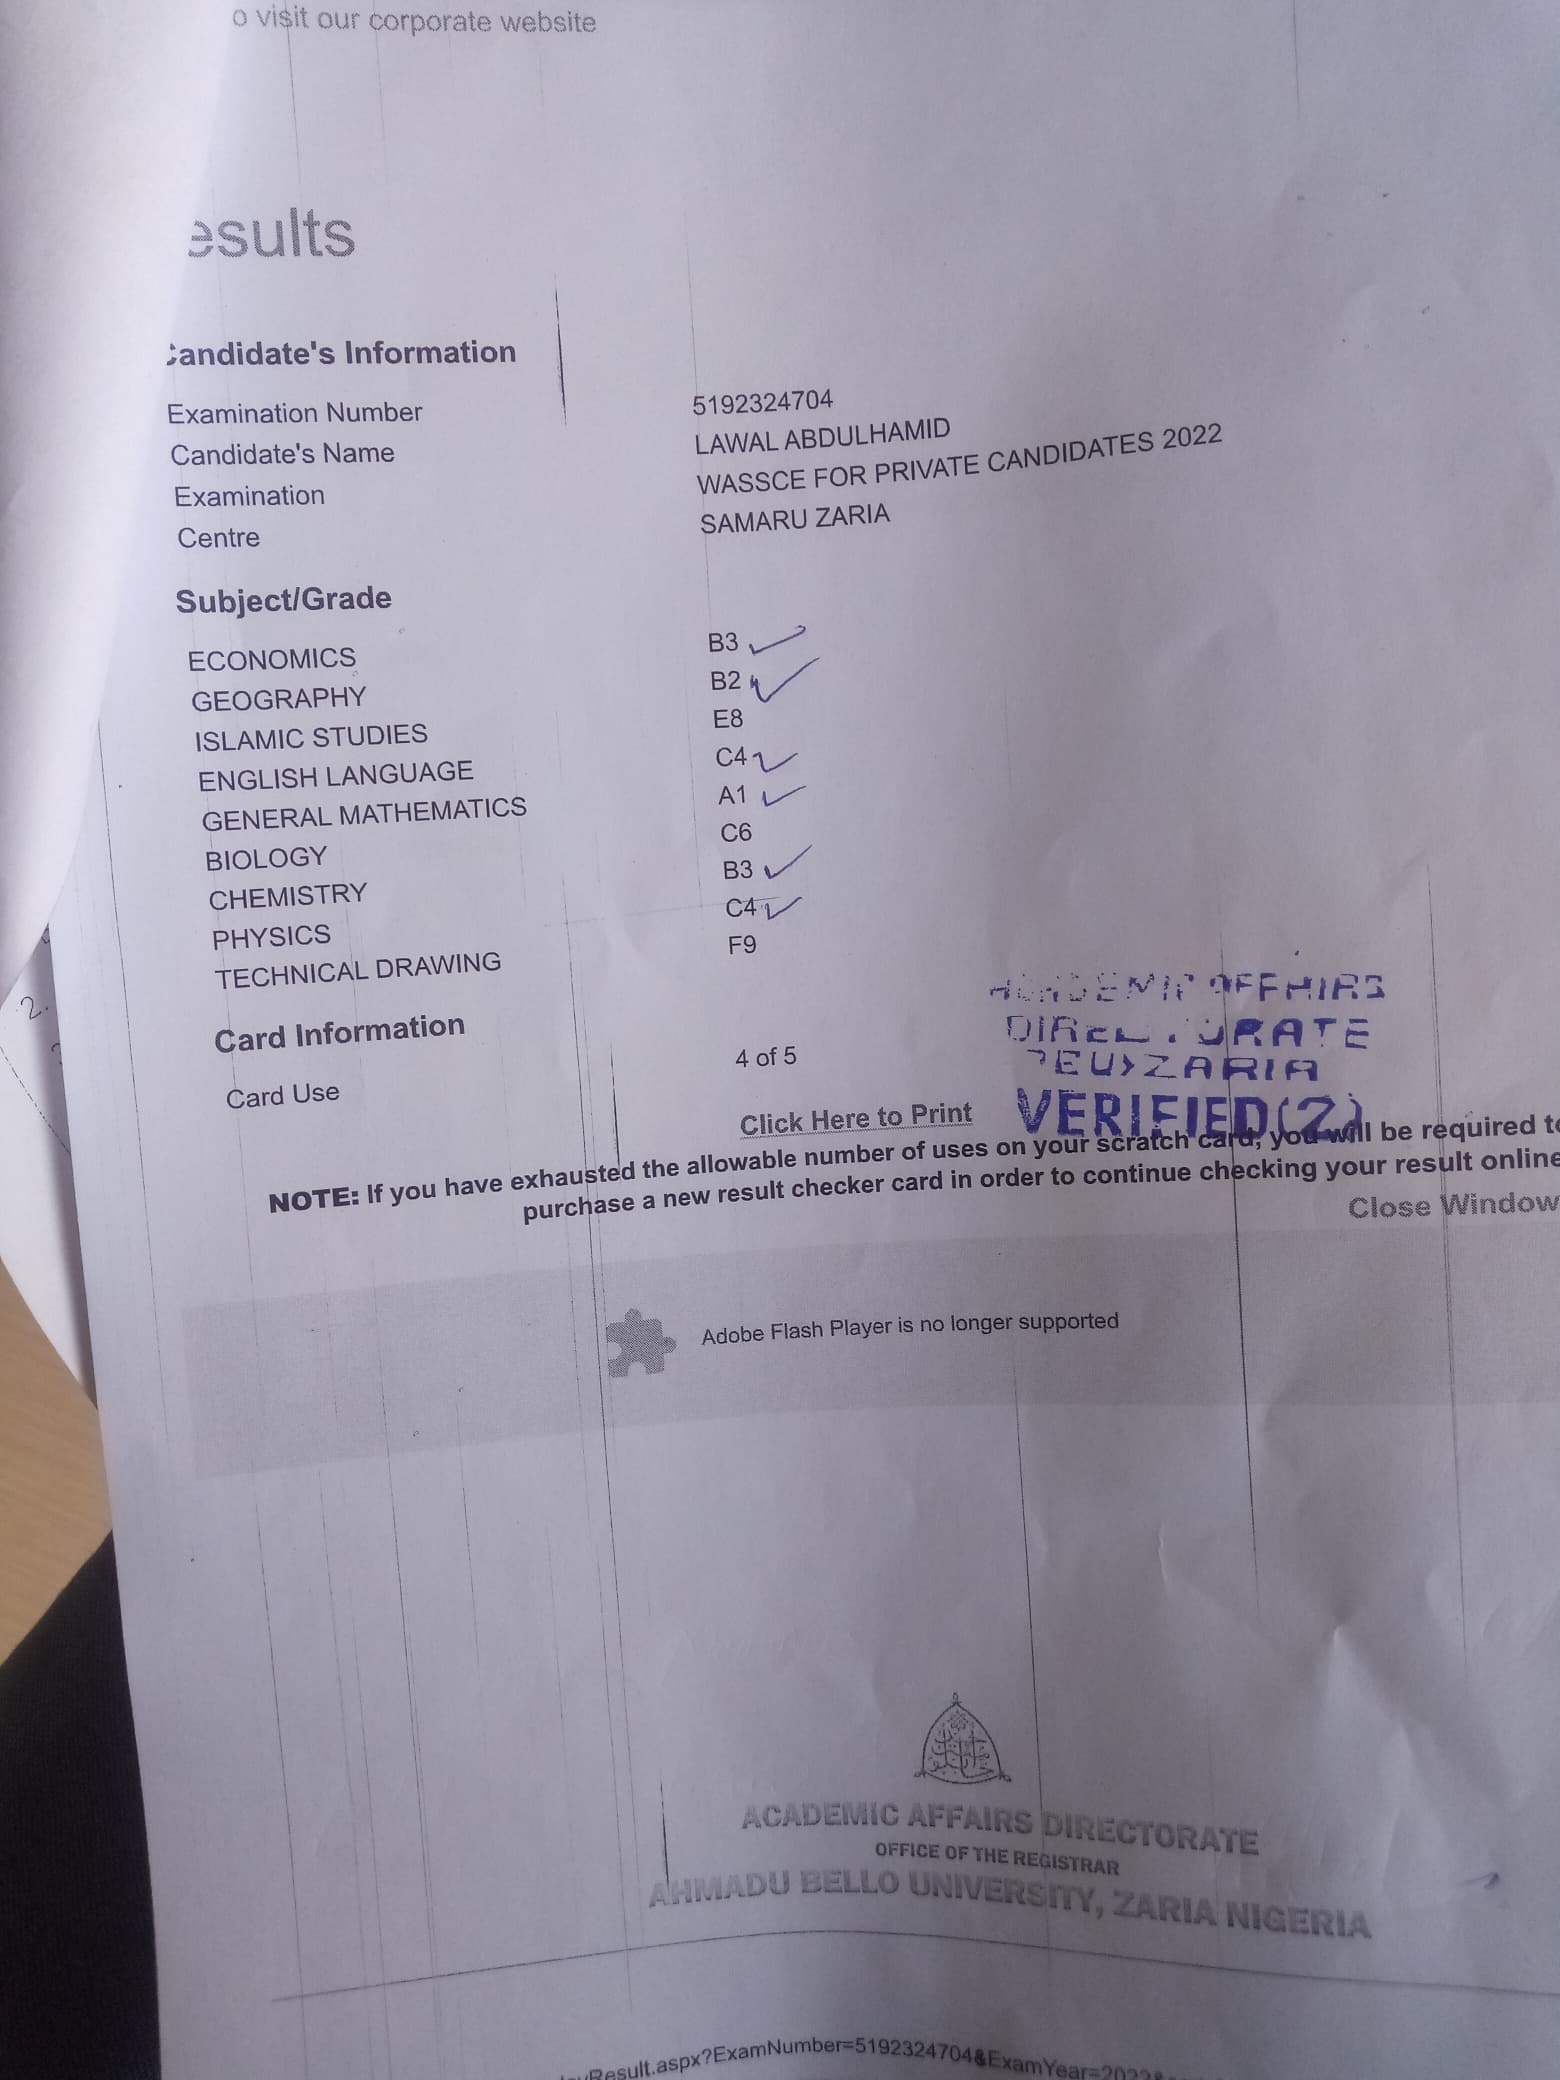 o visit our corporate website
esults
Candidate's Information
Examination Number 5192324704
Candidate's Name LAWAL ABDULHAMID
Examination WASSCE FOR PRIVATE CANDIDATES 2022
Centre SAMARU ZARIA
Subject/Grade
ECONOMICS B3
GEOGRAPHY B2
ISLAMIC STUDIES E8
ENGLISH LANGUAGE C4
GENERAL MATHEMATICS A1
BIOLOGY C6
CHEMISTRY B3
PHYSICS C4
TECHNICAL DRAWING F9
Card Information
Card Use 4 of 5
ACADEMIC AFFAIRS
DIRECTORATE
ZARIA
VERIFIED(2)
Click Here to Print
NOTE: If you have exhausted the allowable number of uses on your scratch card, you will be required to
purchase a new result checker card in order to continue checking your result online
Close Window
Adobe Flash Player is no longer supported
ACADEMIC AFFAIRS DIRECTORATE
OFFICE OF THE REGISTRAR
AHMADU BELLO UNIVERSITY, ZARIA NIGERIA
Result.aspx?ExamNumber=5192324704&ExamYear=2022
2.